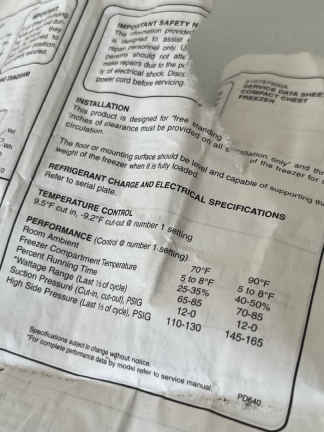 IMPORTANT SAFETY N
The information provided
is designed to assist
repair personnel only. U
Owners should not atte
make repairs due to the po
of electrical shock. Disco
power cord before servicing.
SERVICE DATA SHEE
COMPACT CHEST
FREEZER
DIAGRAM
INSTALLATION
This product is designed for "free standing
installation only" and th
inches of clearance must be provided on all s
of the freezer for
circulation.
The floor or mounting surface should be level and capable of supporting
weight of the freezer when it is fully loaded.
REFRIGERANT CHARGE AND ELECTRICAL SPECIFICATIONS
Refer to serial plate.
TEMPERATURE CONTROL
9.5°F cut in, -9.2°F cut-out @ number 1 setting
PERFORMANCE (Control @ number 1 setting)
Room Ambient 70°F 90°F
Freezer Compartment Temperature 5 to 8°F 5 to 8°F
Percent Running Time 25-35% 40-50%
*Wattage Range (Last ⅓ of cycle) 65-85 70-85
Suction Pressure (Cut-in, cut-out), PSIG 12-0 12-0
High Side Pressure (Last ⅓ of cycle), PSIG 110-130 145-165
Specifications subject to change without notice.
*For complete performance data by model refer to service manual.
PD640